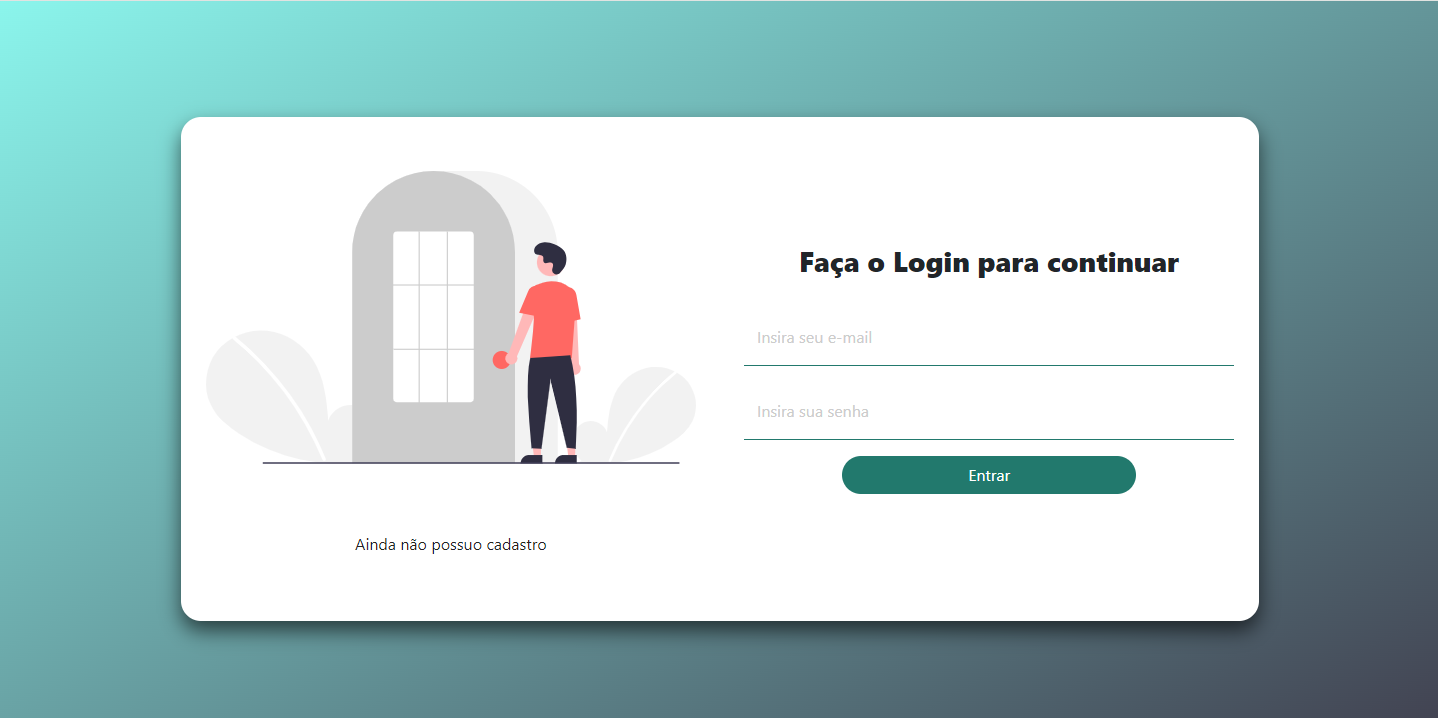 Faça o Login para continuar
Insira seu e-mail
Insira sua senha
Entrar
Ainda não possuo cadastro